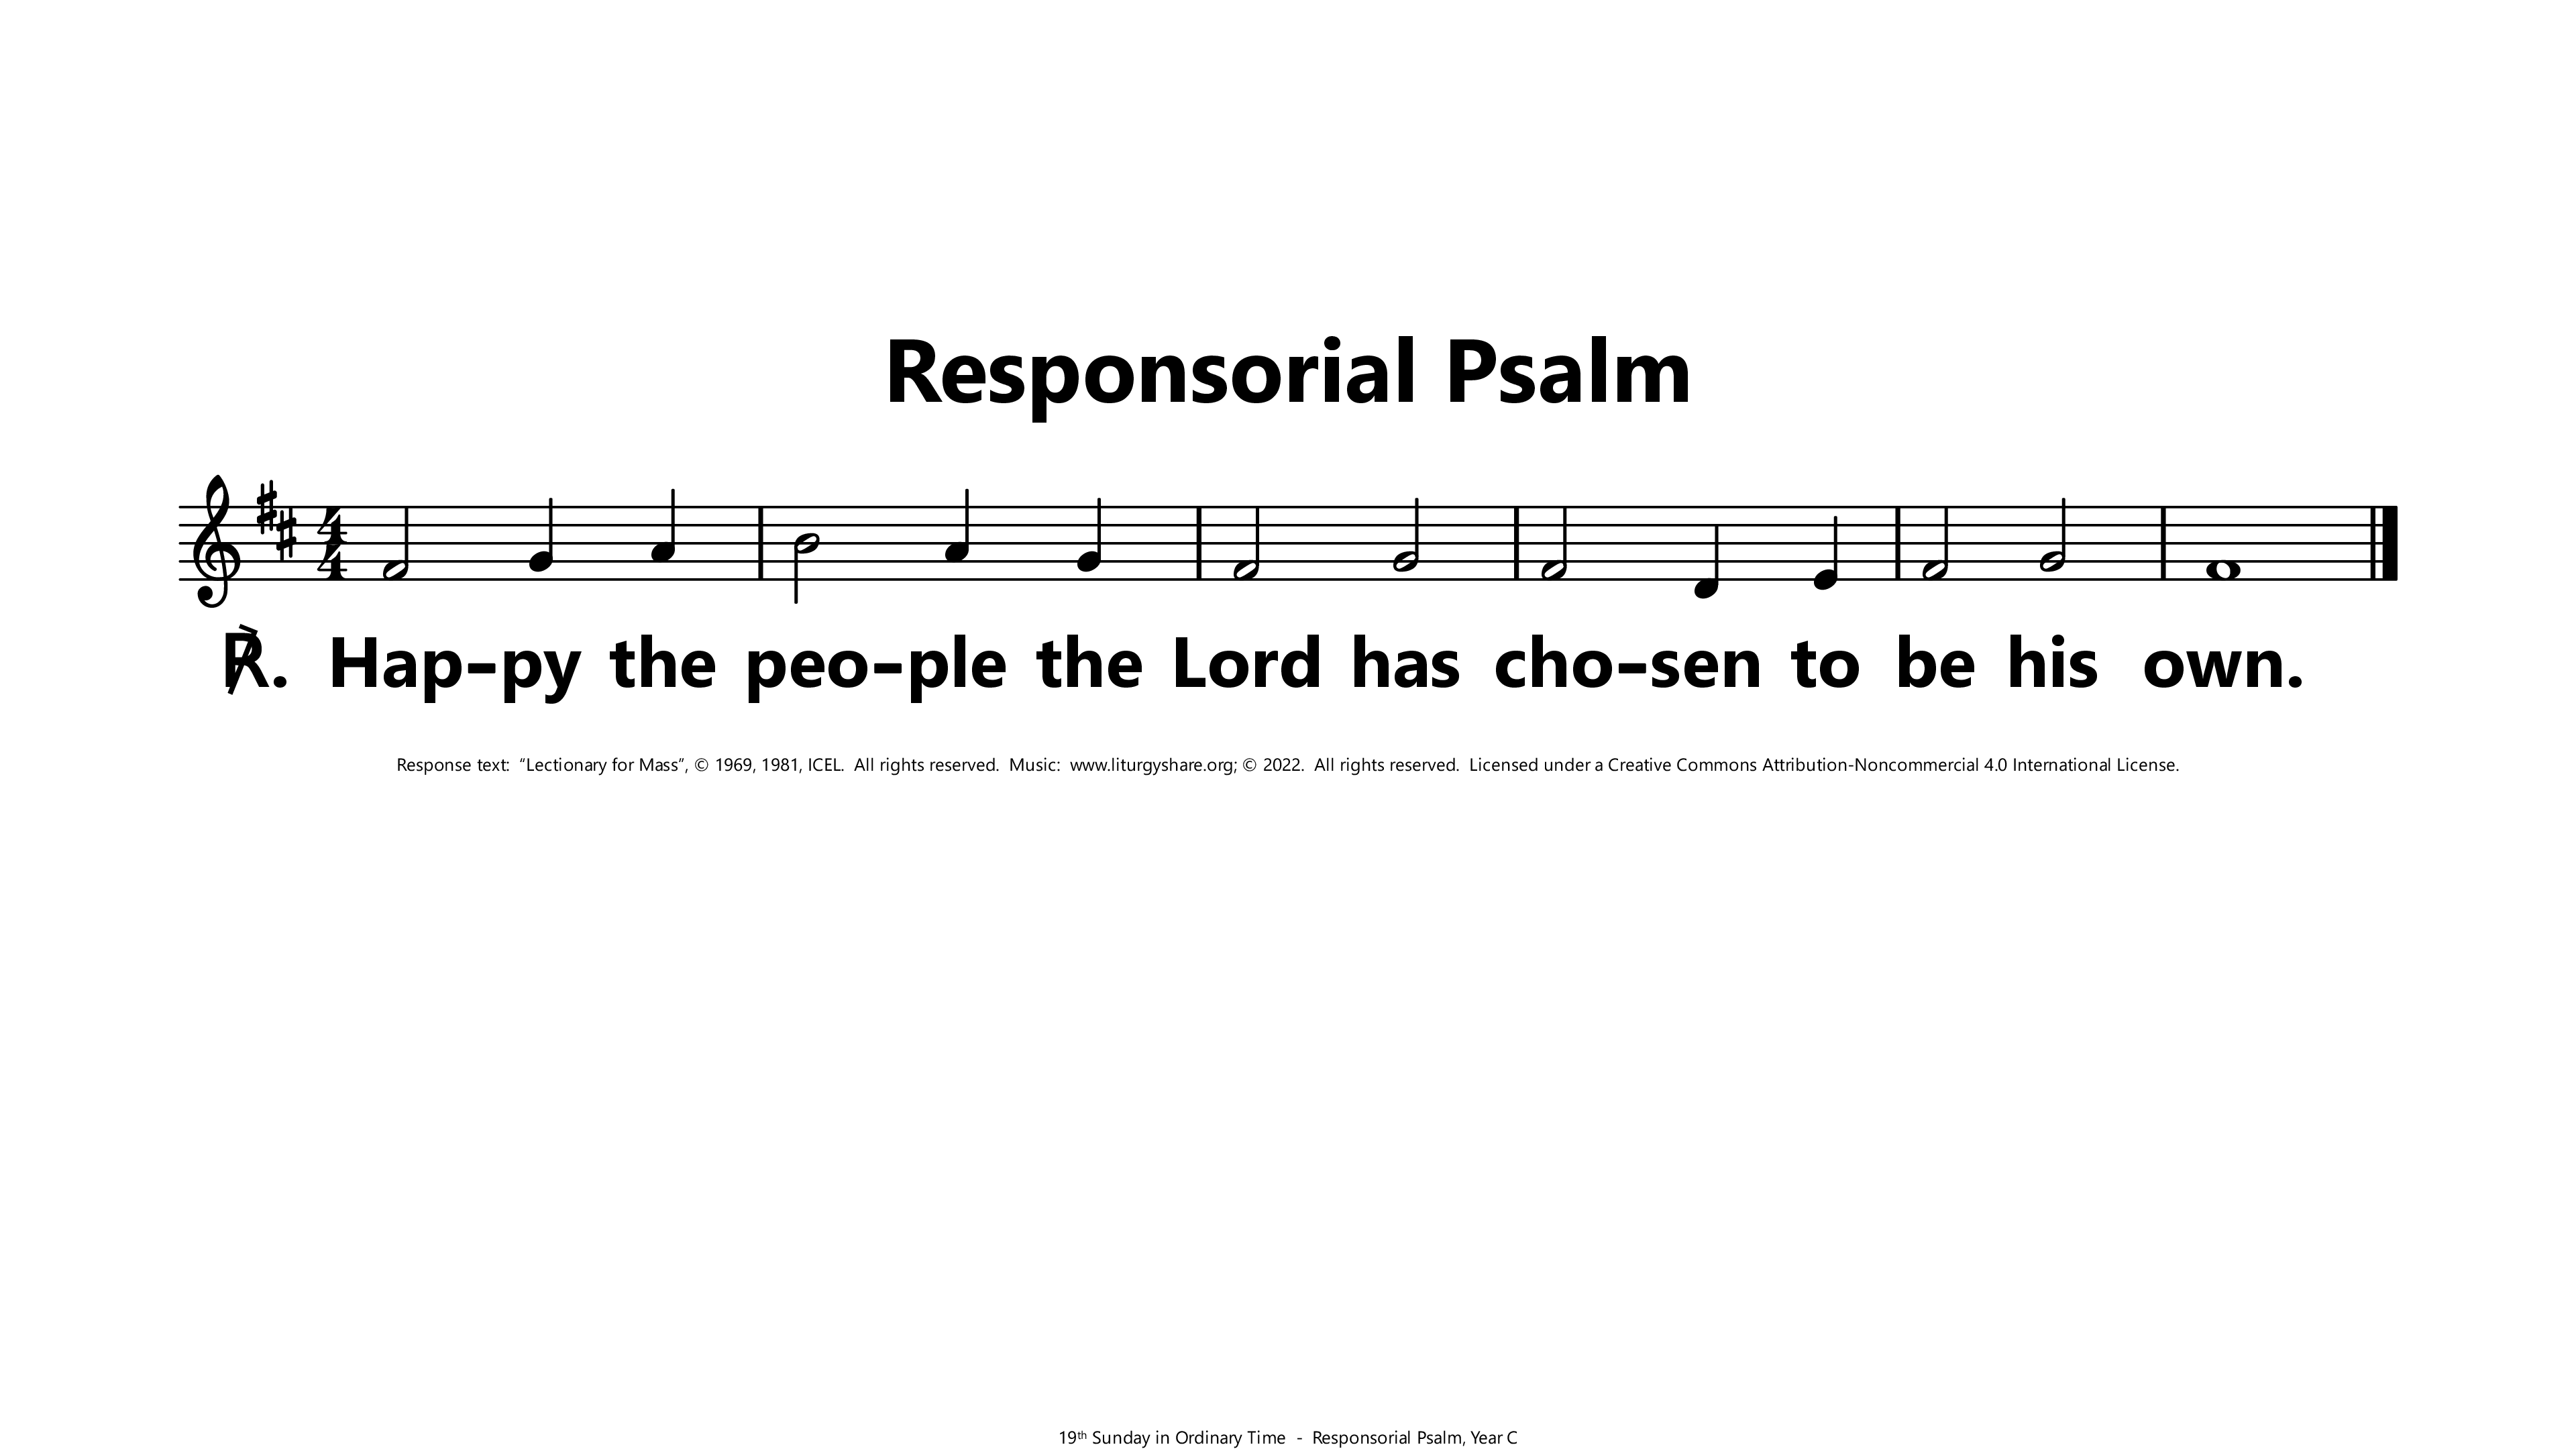 Responsorial Psalm
4
4
℟. Hap-py the peo-ple the Lord has cho-sen to be his own.
Response text: “Lectionary for Mass”, © 1969, 1981, ICEL. All rights reserved. Music: www.liturgyshare.org; © 2022. All rights reserved. Licensed under a Creative Commons Attribution-Noncommercial 4.0 International License.
19th Sunday in Ordinary Time - Responsorial Psalm, Year C